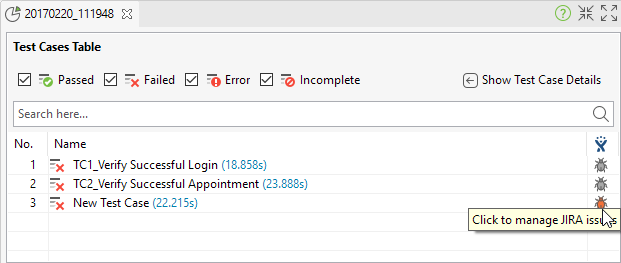 20170220_111948
Test Cases Table
Passed Failed Error Incomplete Show Test Case Details
Search here...
No. Name
1 TC1_Verify Successful Login (18.858s)
2 TC2_Verify Successful Appointment (23.888s)
3 New Test Case (22.215s)
Click to manage JIRA issues